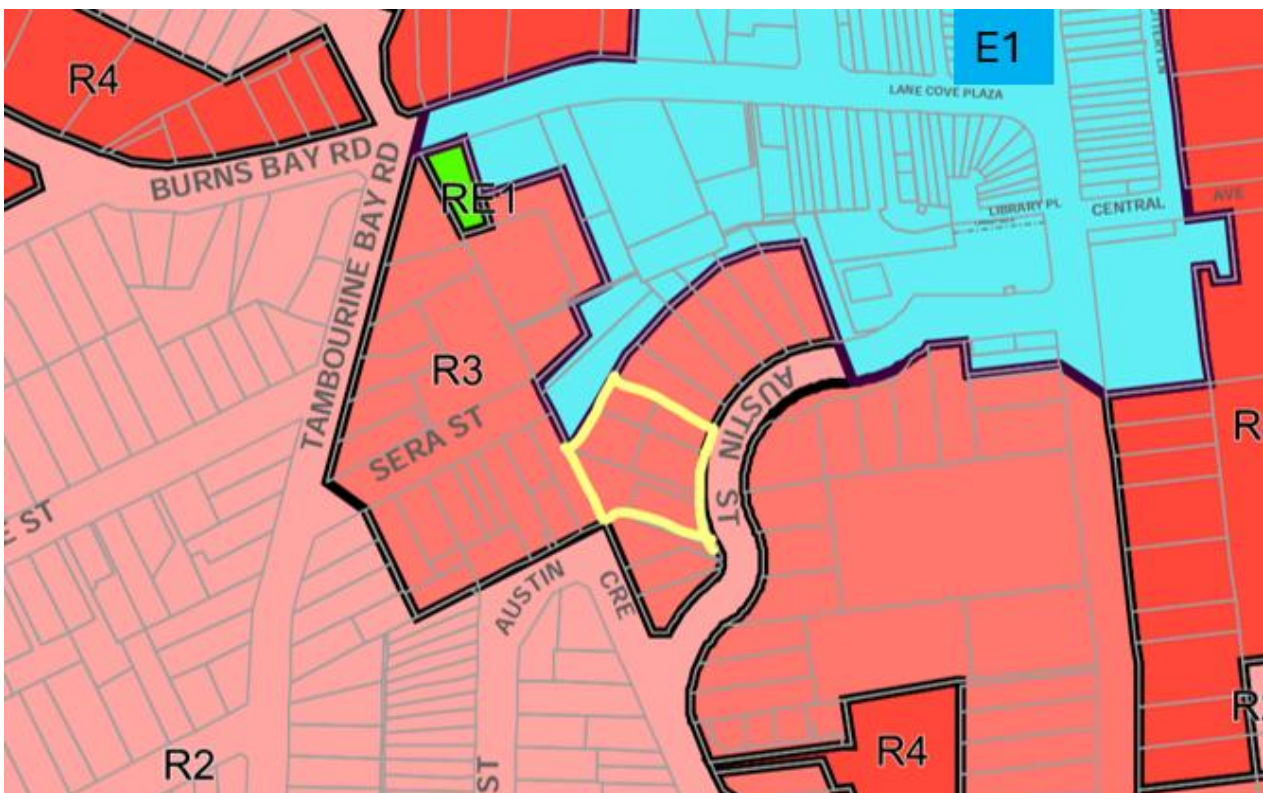 E1
R4
LANE COVE PLAZA
BURNS BAY RD
RE1
TAMBOURINE BAY RD
LIBRARY PL
CENTRAL
AVE
R3
AUSTIN
ST
SERA ST
R
E ST
AUSTIN
CRE
R
R4
R2
ST